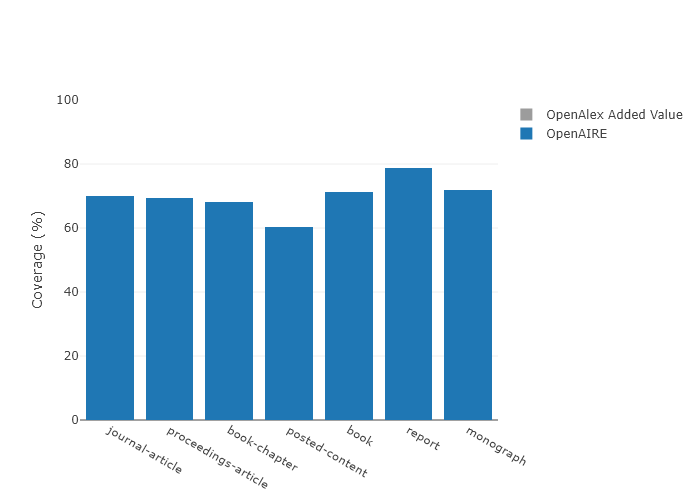 100
80
60
40
20
0
Coverage (%)
journal-article
proceedings-article
book-chapter
posted-content
book
report
monograph
OpenAlex Added Value
OpenAIRE